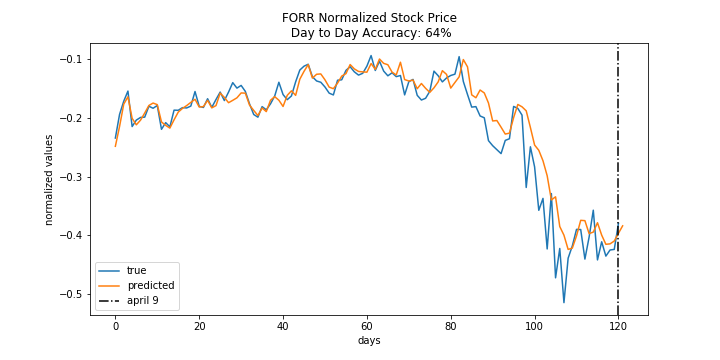 FORR Normalized Stock Price
Day to Day Accuracy: 64%
normalized values
−0.1
−0.2
−0.3
−0.4
−0.5
true
predicted
april 9
0 20 40 60 80 100 120
days